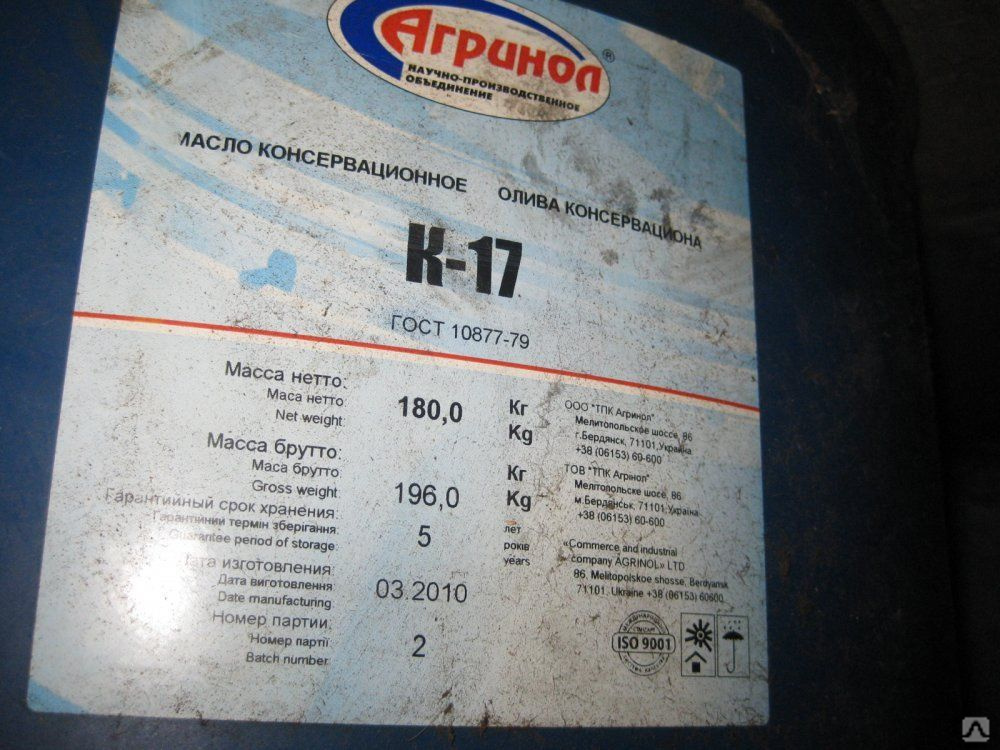 Агринол®
НАУЧНО-ПРОИЗВОДСТВЕННОЕ
ОБЪЕДИНЕНИЕ
МАСЛО КОНСЕРВАЦИОННОЕ ОЛИВА КОНСЕРВАЦИОНА
К-17
ГОСТ 10877-79
Масса нетто: 180,0 Кг
Маса нетто:
Net weight: Kg
Масса брутто: 196,0 Кг
Маса брутто:
Gross weight: Kg
Гарантийный срок хранения: 5 лет
Гарантиний термін зберігання: років
Guarantee period of storage: years
Дата изготовления: 03.2010
Дата виготовлення:
Date manufacturing:
Номер партии: 2
Номер партії:
Batch number:
ООО "ТПК Агринол"
Мелитопольское шоссе, 86
г.Бердянск, 71101,Украина
+38 (06153) 60-600
ТОВ "ТПК Агрінол"
Мелітопольське шосе, 86
м.Бердянськ, 71101,Україна
+38 (06153) 60-600
«Commerce and industrial
company AGRINOL» LTD
86, Melitopolskoe shosse, Berdyansk
71101, Ukraine +38 (06153) 60600
ISO 9001